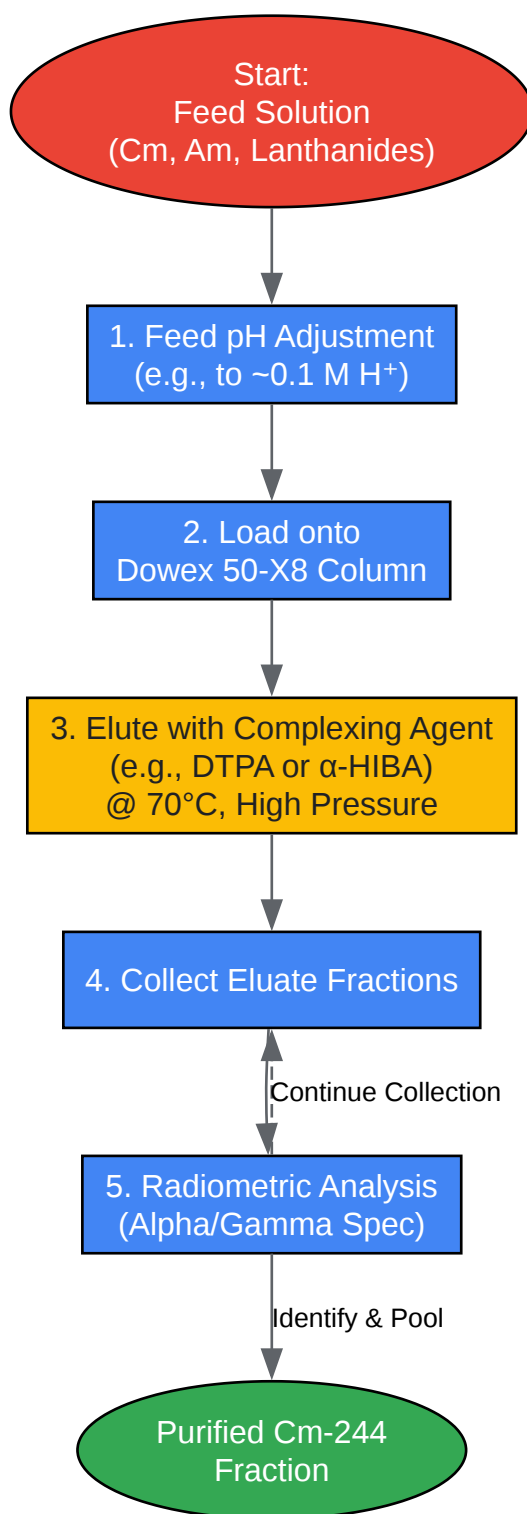 Start:
Feed Solution
(Cm, Am, Lanthanides)
1. Feed pH Adjustment
(e.g., to ~0.1 M H⁺)
2. Load onto
Dowex 50-X8 Column
3. Elute with Complexing Agent
(e.g., DTPA or α-HIBA)
@ 70°C, High Pressure
4. Collect Eluate Fractions
Continue Collection
5. Radiometric Analysis
(Alpha/Gamma Spec)
Identify & Pool
Purified Cm-244
Fraction